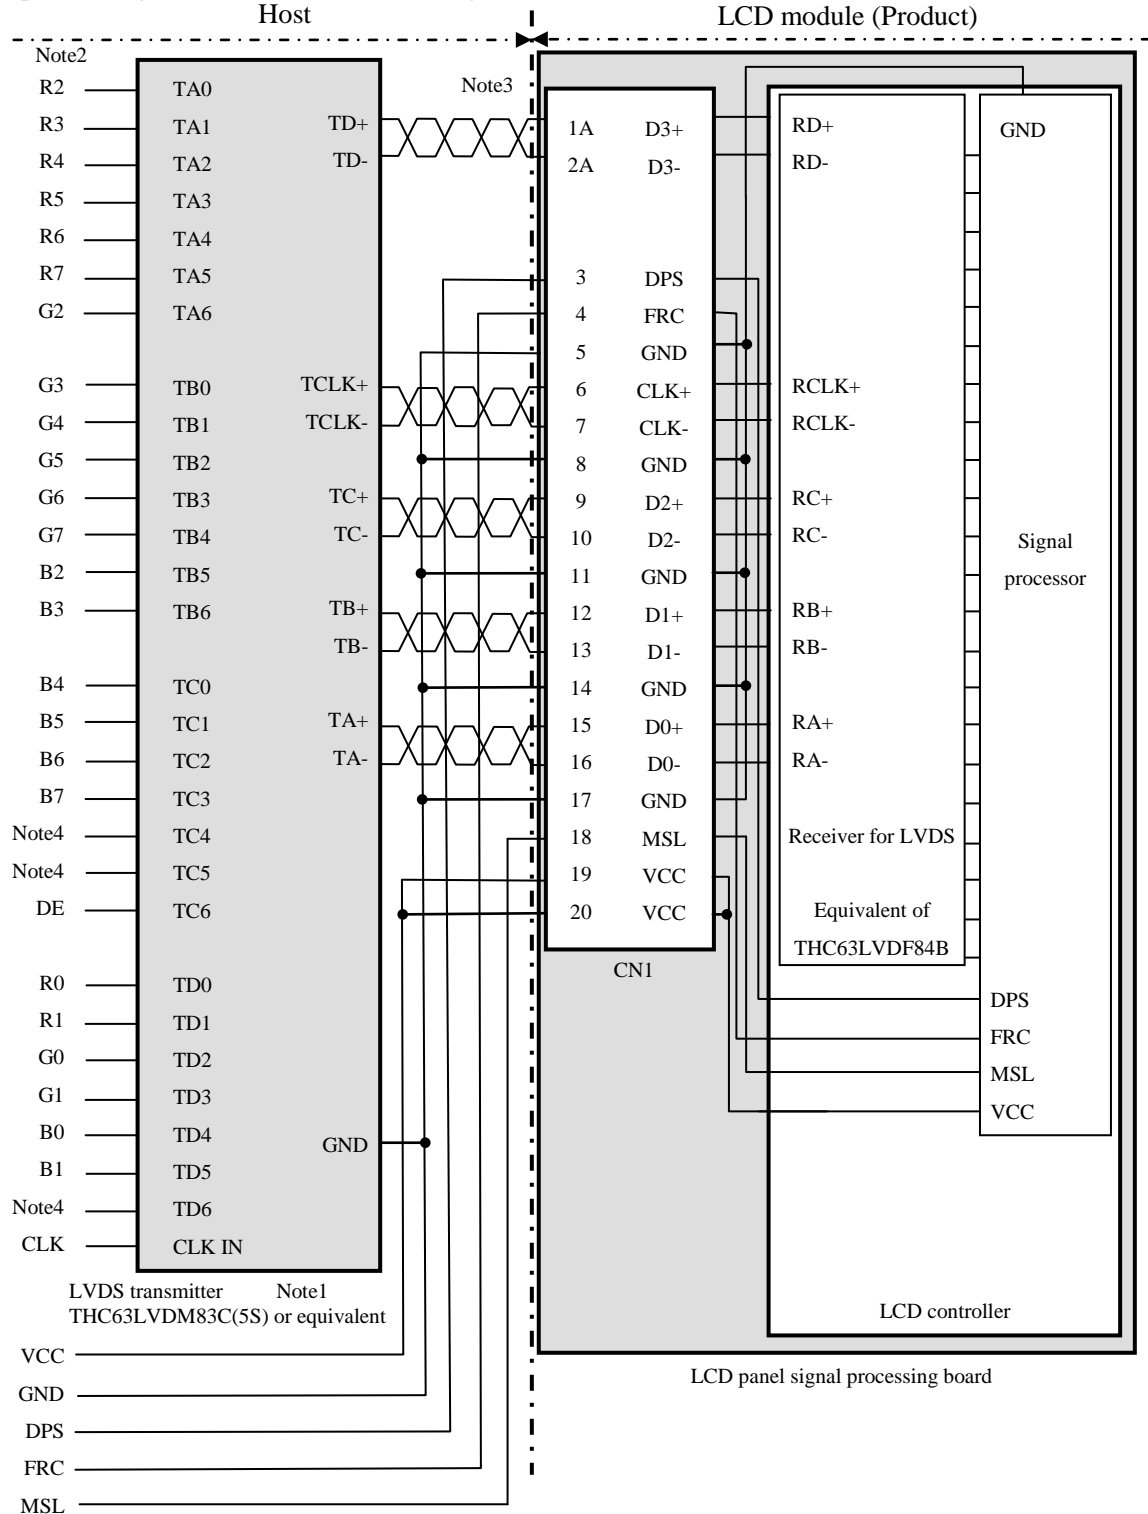 Host
LCD module (Product)
Note2
R2 TA0
R3 TA1 TD+
R4 TA2 TD-
R5 TA3
R6 TA4
R7 TA5
G2 TA6
G3 TB0 TCLK+
G4 TB1 TCLK-
G5 TB2
G6 TB3 TC+
G7 TB4 TC-
B2 TB5
B3 TB6 TB+
TB-
B4 TC0
B5 TC1 TA+
B6 TC2 TA-
B7 TC3
Note4 TC4
Note4 TC5
DE TC6
R0 TD0
R1 TD1
G0 TD2
G1 TD3
B0 TD4
GND
B1 TD5
Note4 TD6
CLK CLK IN
LVDS transmitter Note1
THC63LVDM83C(5S) or equivalent
VCC
GND
DPS
FRC
MSL
Note3
1A D3+
2A D3-
3 DPS
4 FRC
5 GND
6 CLK+
7 CLK-
8 GND
9 D2+
10 D2-
11 GND
12 D1+
13 D1-
14 GND
15 D0+
16 D0-
17 GND
18 MSL
19 VCC
20 VCC
CN1
RD+
RD-
RCLK+
RCLK-
RC+
RC-
RB+
RB-
RA+
RA-
Receiver for LVDS
Equivalent of
THC63LVDF84B
GND
Signal
processor
DPS
FRC
MSL
VCC
LCD controller
LCD panel signal processing board